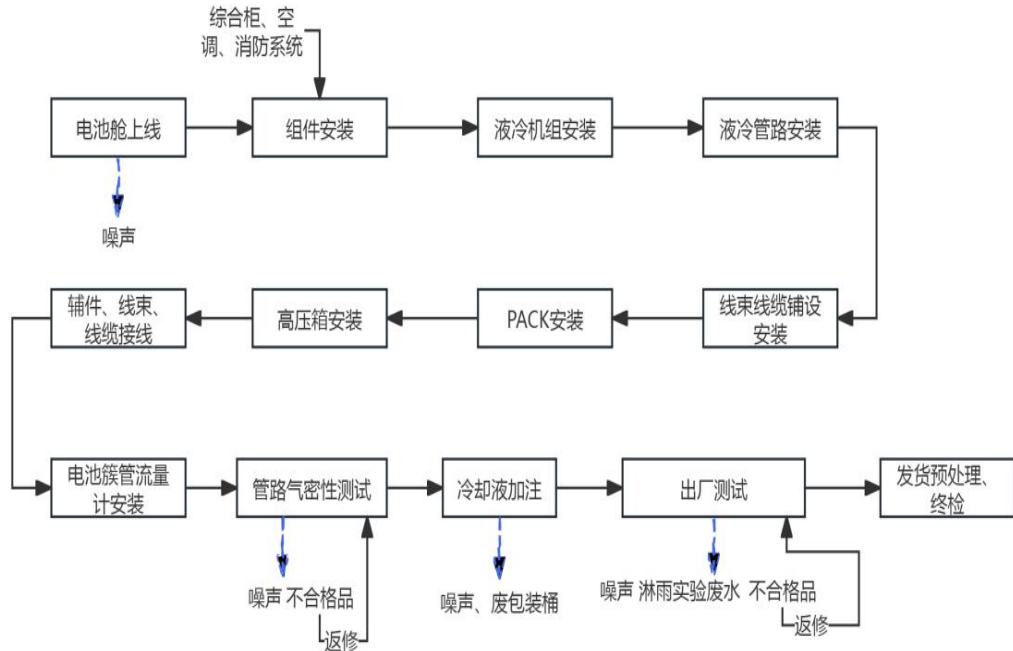 综合柜、空
调、消防系统
电池舱上线
组件安装
液冷机组安装
液冷管路安装
噪声
辅件、线束、
线缆接线
高压箱安装
PACK安装
线束线缆铺设
安装
电池簇管流量
计安装
管路气密性测试
冷却液加注
出厂测试
发货预处理、
终检
噪声 不合格品
返修
噪声、废包装桶
噪声 淋雨实验废水 不合格品
返修